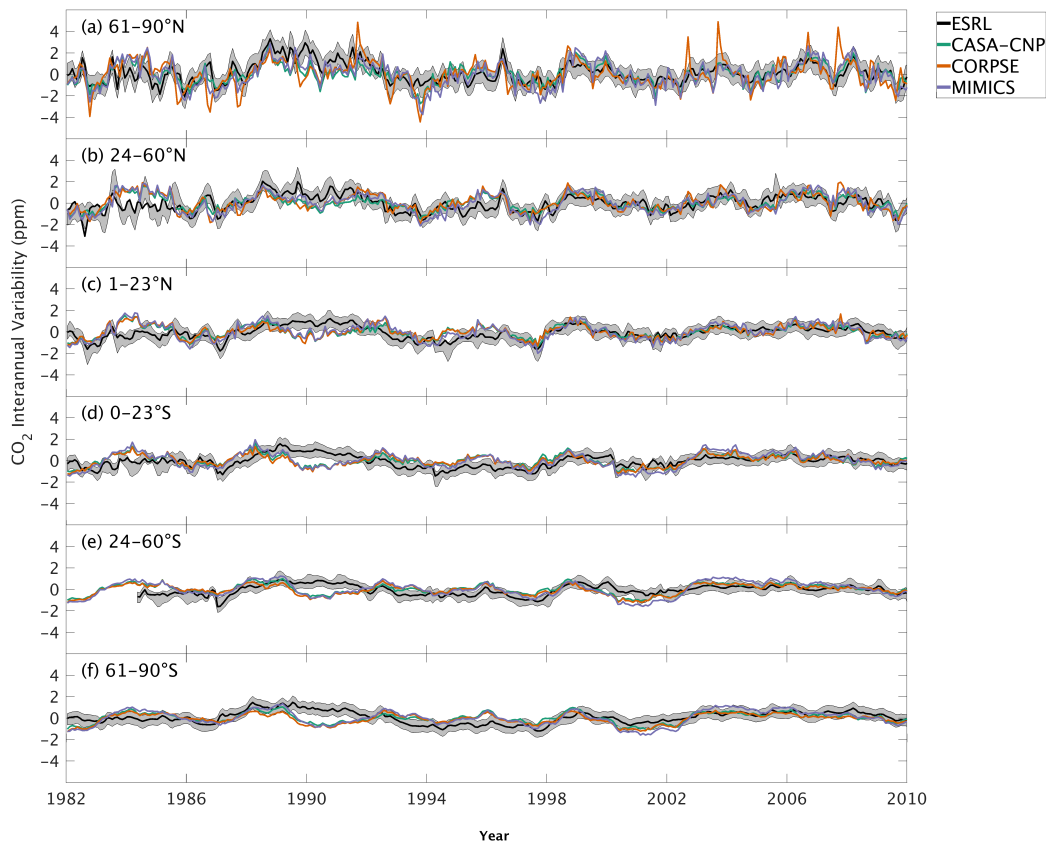 (a) 61–90°N
4
2
0
−2
−4
(b) 24–60°N
4
2
0
−2
−4
(c) 1–23°N
4
2
0
−2
−4
(d) 0–23°S
4
2
0
−2
−4
(e) 24–60°S
4
2
0
−2
−4
(f) 61–90°S
4
2
0
−2
−4
CO2 Interannual Variability (ppm)
1982 1986 1990 1994 1998 2002 2006 2010
Year
ESRL
CASA−CNP
CORPSE
MIMICS